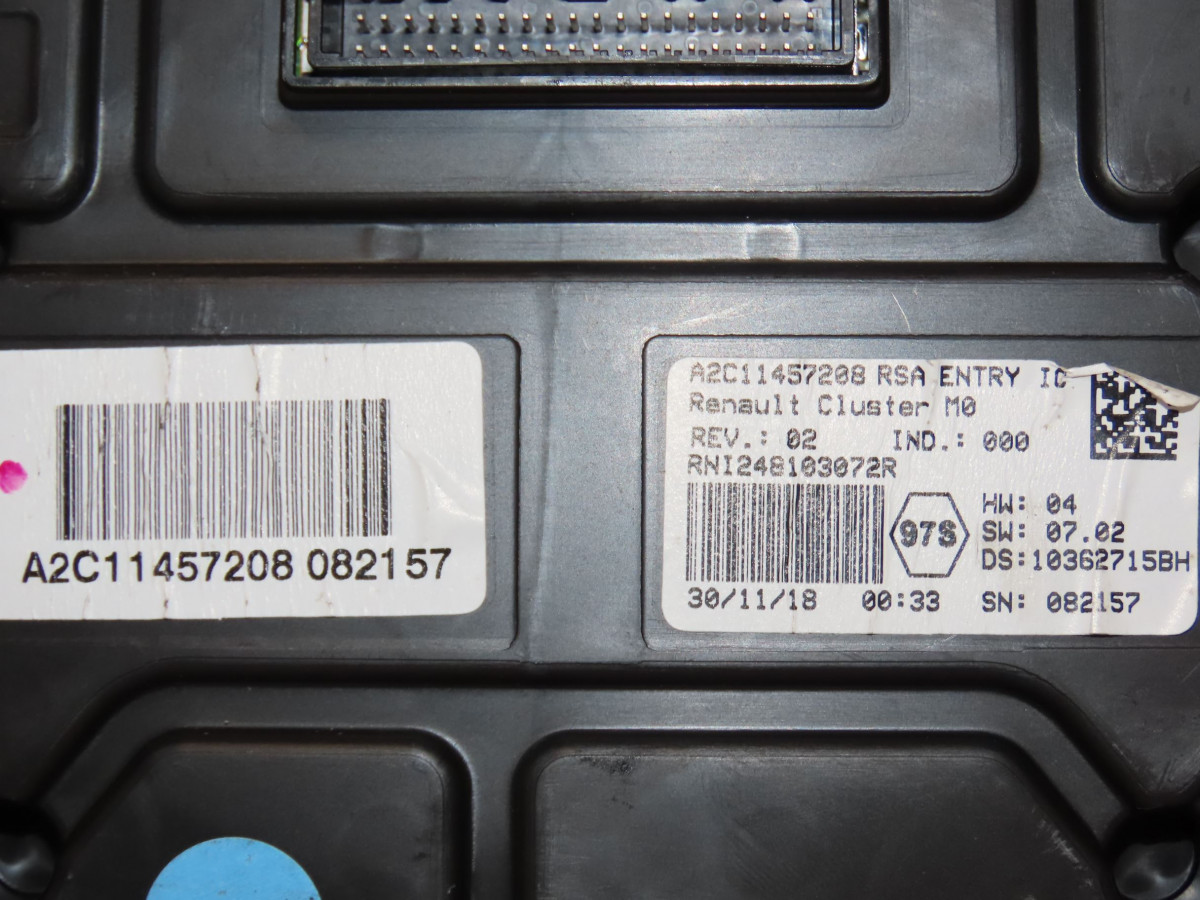 A2C11457208 082157
A2C11457208 RSA ENTRY IC
Renault Cluster M0
REV.: 02 IND.: 000
RNI248103072R
97S
HW: 04
SW: 07.02
DS:10362715BH
30/11/18 00:33 SN: 082157